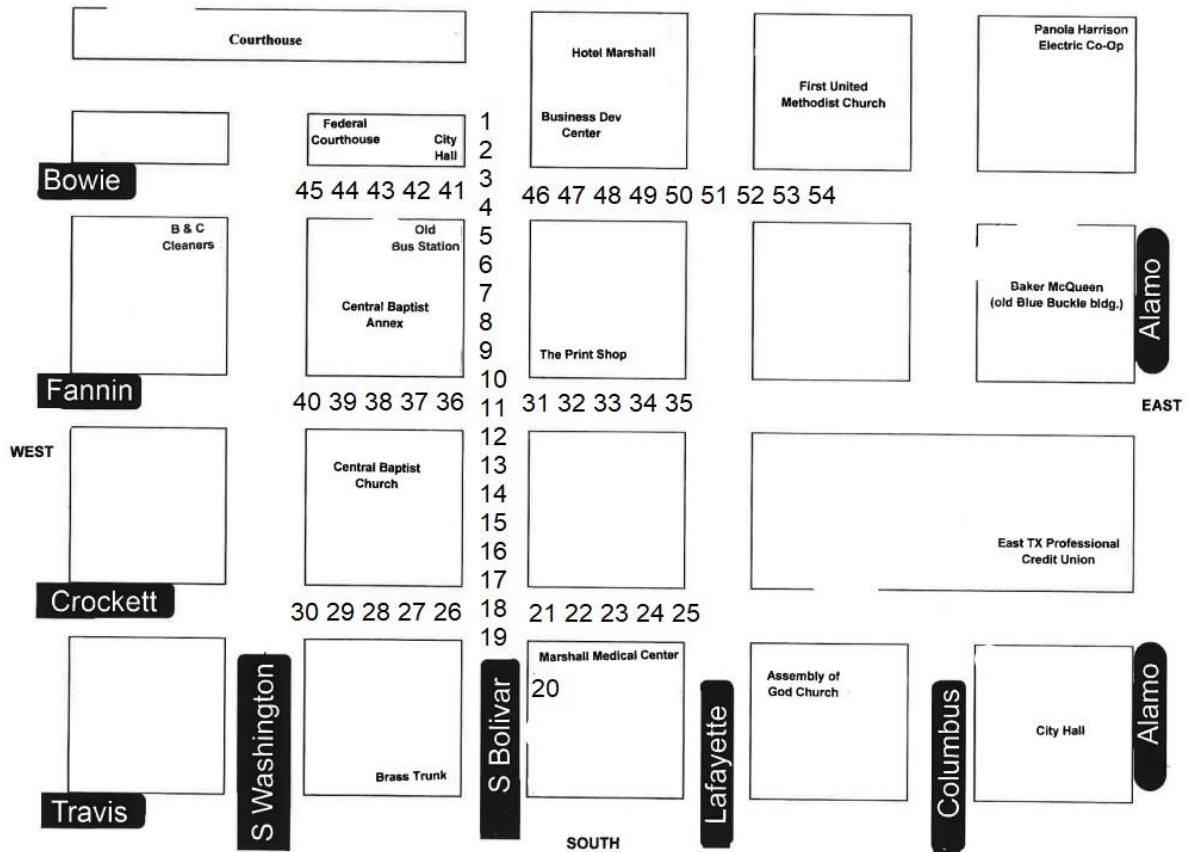 Courthouse
Hotel Marshall
Panola Harrison
Electric Co-Op
First United
Methodist Church
Business Dev
Center
Federal
Courthouse
City
Hall
1
2
3
Bowie
45 44 43 42 41
46 47 48 49 50 51 52 53 54
4
B & C
Cleaners
Old
Bus Station
5
6
7
8
9
10
Central Baptist
Annex
The Print Shop
Baker McQueen
(old Blue Buckle bldg.)
Alamo
Fannin
40 39 38 37 36
11
31 32 33 34 35
EAST
WEST
12
13
14
15
16
17
Central Baptist
Church
East TX Professional
Credit Union
Crockett
30 29 28 27 26
18
21 22 23 24 25
19
Marshall Medical Center
20
Assembly of
God Church
City Hall
Alamo
Brass Trunk
S Washington
S Bolivar
Lafayette
Columbus
Travis
SOUTH